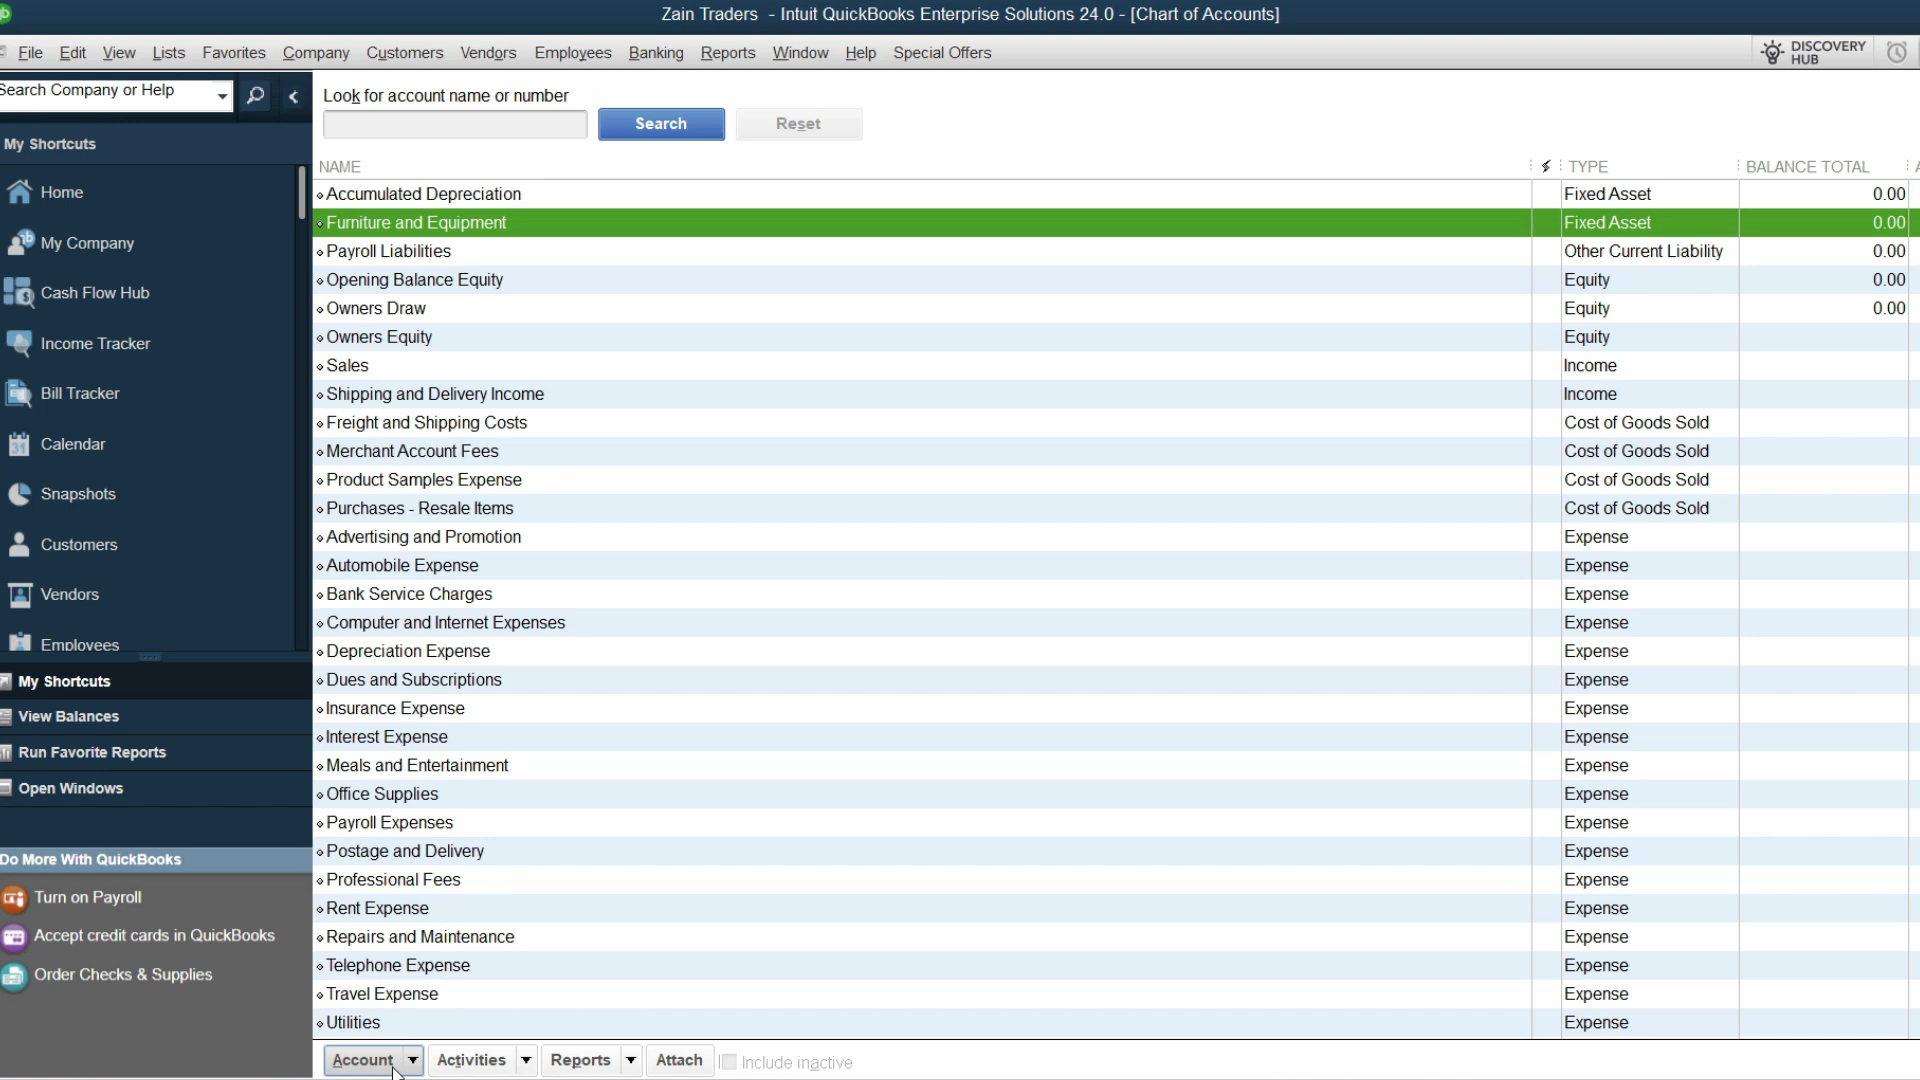 Zain Traders - Intuit QuickBooks Enterprise Solutions 24.0 - [Chart of Accounts]
File Edit View Lists Favorites Company Customers Vendors Employees Banking Reports Window Help Special Offers
DISCOVERY HUB
Search Company or Help
My Shortcuts
Home
My Company
Cash Flow Hub
Income Tracker
Bill Tracker
31 Calendar
Snapshots
Customers
Vendors
Employees
My Shortcuts
View Balances
Run Favorite Reports
Open Windows
Do More With QuickBooks
Turn on Payroll
Accept credit cards in QuickBooks
Order Checks & Supplies
Look for account name or number
Search Reset
NAME TYPE BALANCE TOTAL
Accumulated Depreciation Fixed Asset 0.00
Furniture and Equipment Fixed Asset 0.00
Payroll Liabilities Other Current Liability 0.00
Opening Balance Equity Equity 0.00
Owners Draw Equity 0.00
Owners Equity Equity
Sales Income
Shipping and Delivery Income Income
Freight and Shipping Costs Cost of Goods Sold
Merchant Account Fees Cost of Goods Sold
Product Samples Expense Cost of Goods Sold
Purchases - Resale Items Cost of Goods Sold
Advertising and Promotion Expense
Automobile Expense Expense
Bank Service Charges Expense
Computer and Internet Expenses Expense
Depreciation Expense Expense
Dues and Subscriptions Expense
Insurance Expense Expense
Interest Expense Expense
Meals and Entertainment Expense
Office Supplies Expense
Payroll Expenses Expense
Postage and Delivery Expense
Professional Fees Expense
Rent Expense Expense
Repairs and Maintenance Expense
Telephone Expense Expense
Travel Expense Expense
Utilities Expense
Account Activities Reports Attach Include inactive